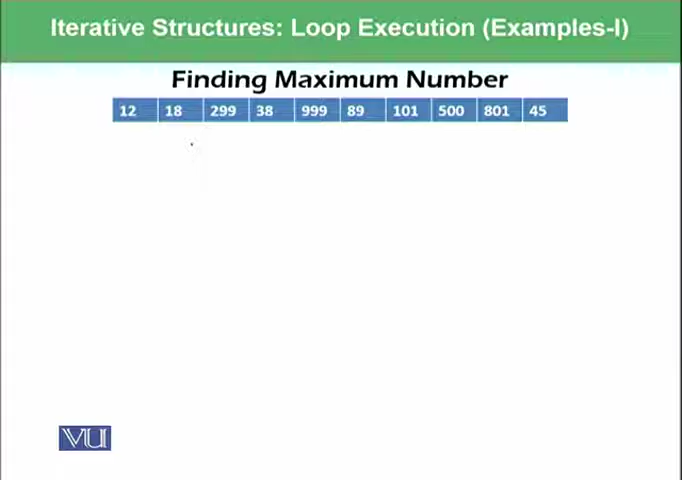 Iterative Structures: Loop Execution (Examples-I)
Finding Maximum Number
12 18 299 38 999 89 101 500 801 45
VU